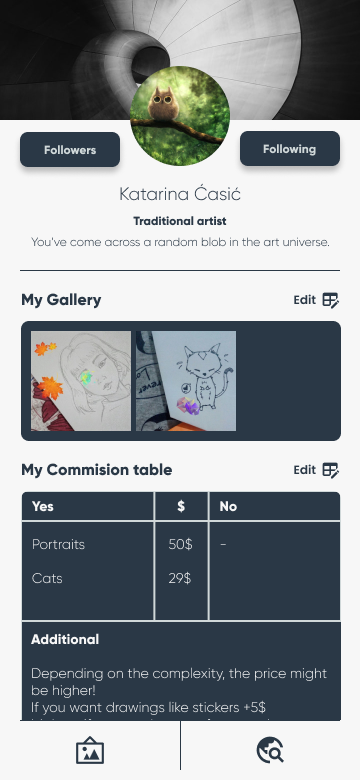 Followers
Following
Katarina Ćasić
Traditional artist
You've come across a random blob in the art universe.
My Gallery
Edit
My Commision table
Edit
Yes $ No
Portraits 50$ -
Cats 29$
Additional
Depending on the complexity, the price might
be higher!
If you want drawings like stickers +5$